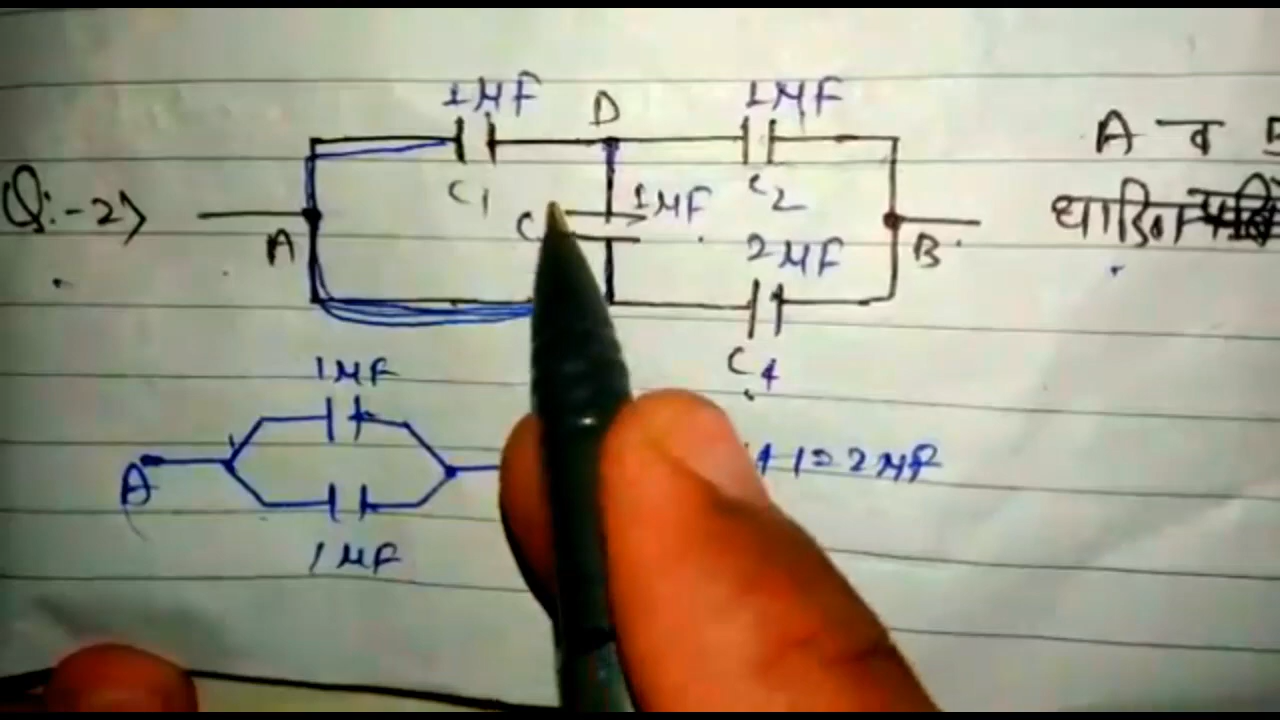 1μF D 1μF
A व
Q:-2>
C1 C 1μF C2
A 2μF B
C4
1μF
A
+1=2μF
1μF